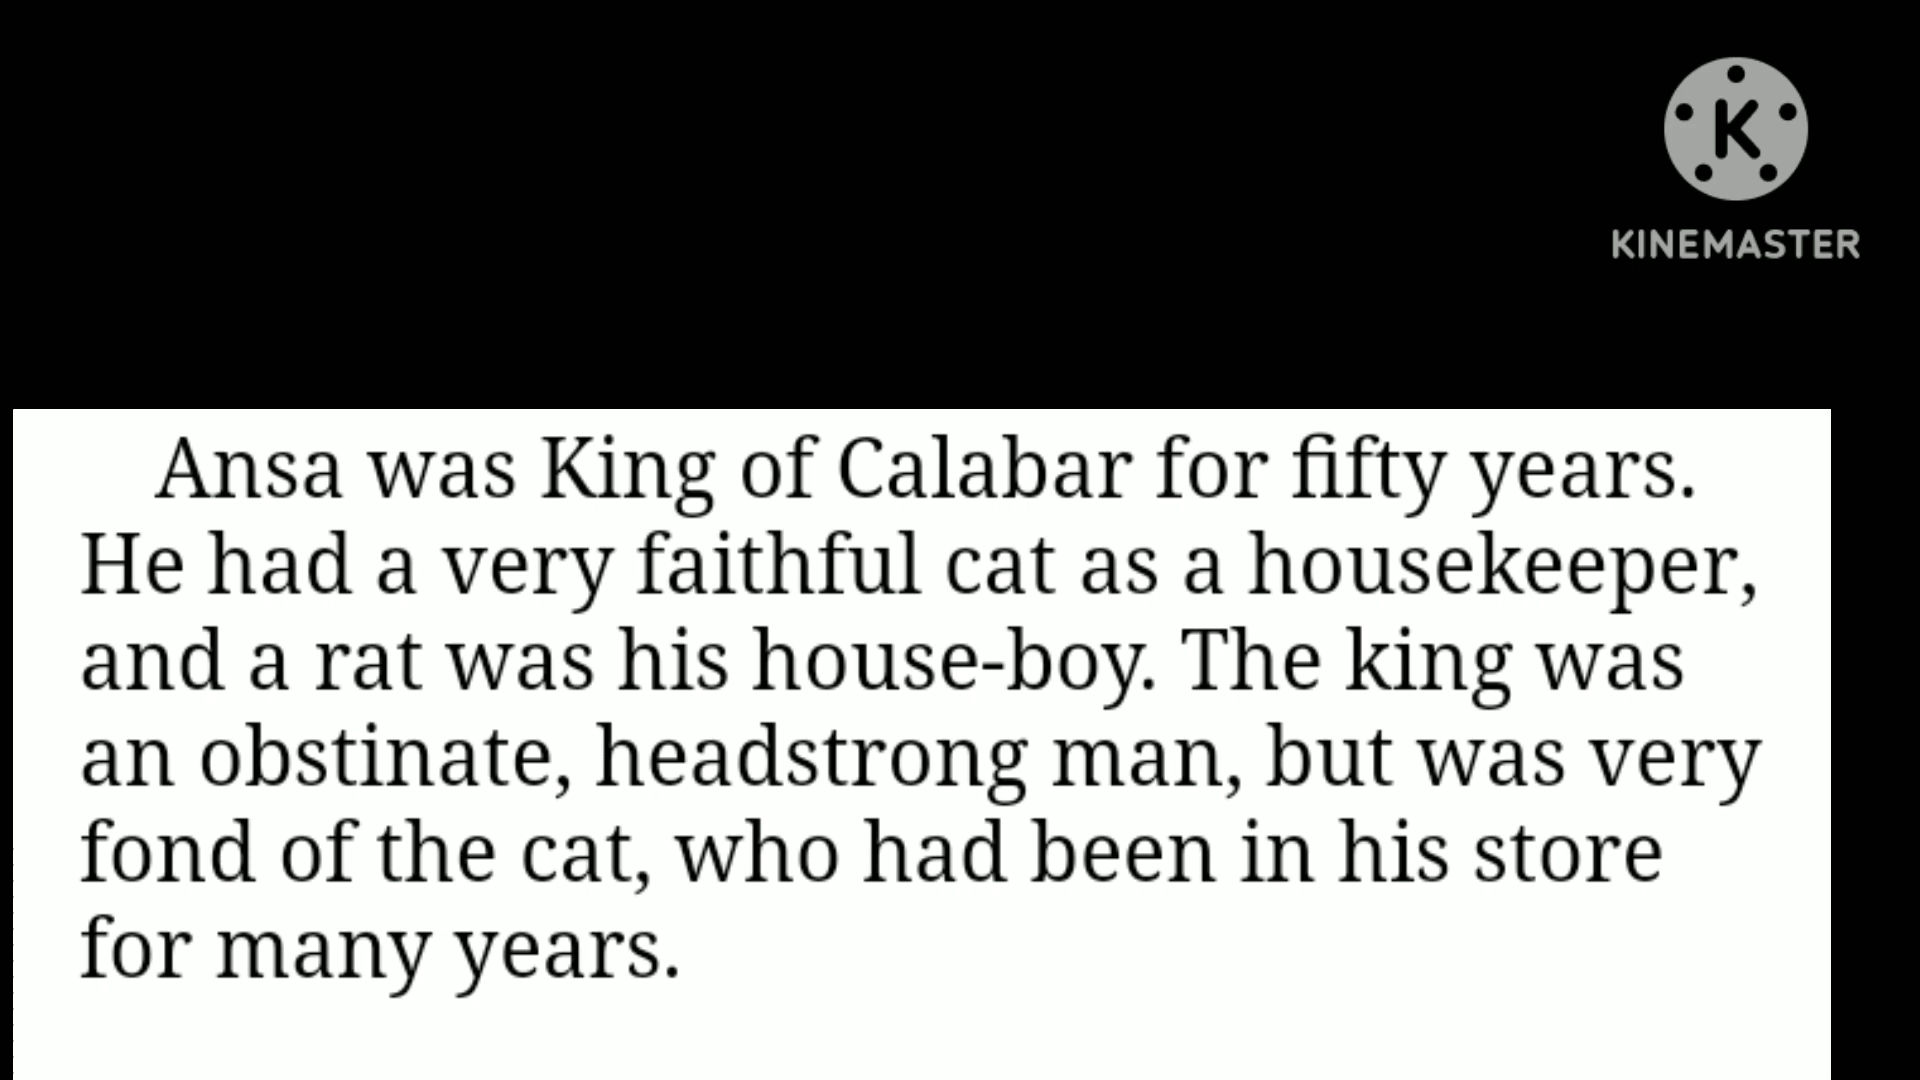 K
KINEMASTER
Ansa was King of Calabar for fifty years.
He had a very faithful cat as a housekeeper,
and a rat was his house-boy. The king was
an obstinate, headstrong man, but was very
fond of the cat, who had been in his store
for many years.